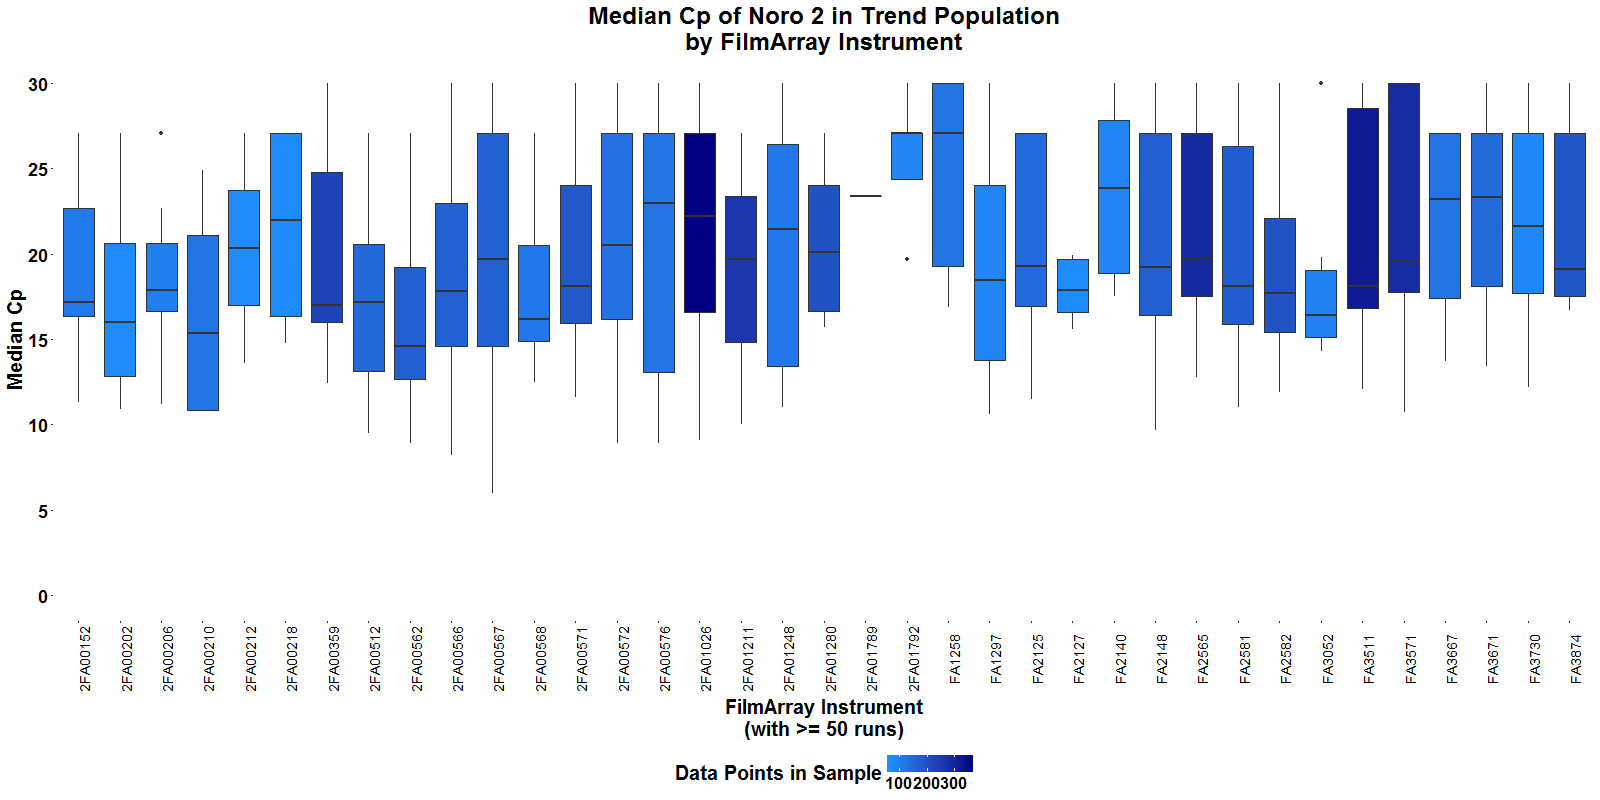 Median Cp of Noro 2 in Trend Population
by FilmArray Instrument
Median Cp
30
25
20
15
10
5
0
2FA00152
2FA00202
2FA00206
2FA00210
2FA00212
2FA00218
2FA00359
2FA00512
2FA00562
2FA00566
2FA00567
2FA00568
2FA00571
2FA00572
2FA00576
2FA01026
2FA01211
2FA01248
2FA01280
2FA01789
2FA01792
FA1258
FA1297
FA2125
FA2127
FA2140
FA2148
FA2565
FA2581
FA2582
FA3052
FA3511
FA3571
FA3667
FA3671
FA3730
FA3874
FilmArray Instrument
(with >= 50 runs)
Data Points in Sample
100 200 300